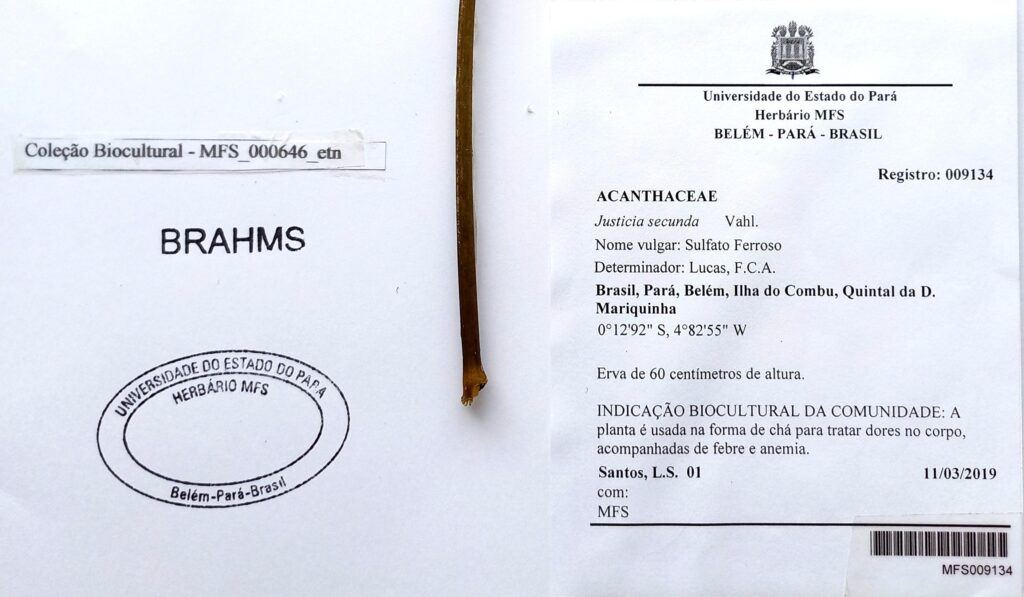 Coleção Biocultural - MFS_000646_etn
BRAHMS
UNIVERSIDADE DO ESTADO DO PARÁ
HERBÁRIO MFS
Belém-Pará-Brasil
Universidade do Estado do Pará
Herbário MFS
BELÉM - PARÁ - BRASIL
Registro: 009134
ACANTHACEAE
Justicia secunda Vahl.
Nome vulgar: Sulfato Ferroso
Determinador: Lucas, F.C.A.
Brasil, Pará, Belém, Ilha do Combu, Quintal da D.
Mariquinha
0°12'92" S, 4°82'55" W
Erva de 60 centímetros de altura.
INDICAÇÃO BIOCULTURAL DA COMUNIDADE: A
planta é usada na forma de chá para tratar dores no corpo,
acompanhadas de febre e anemia.
Santos, L.S. 01 11/03/2019
com:
MFS
MFS009134